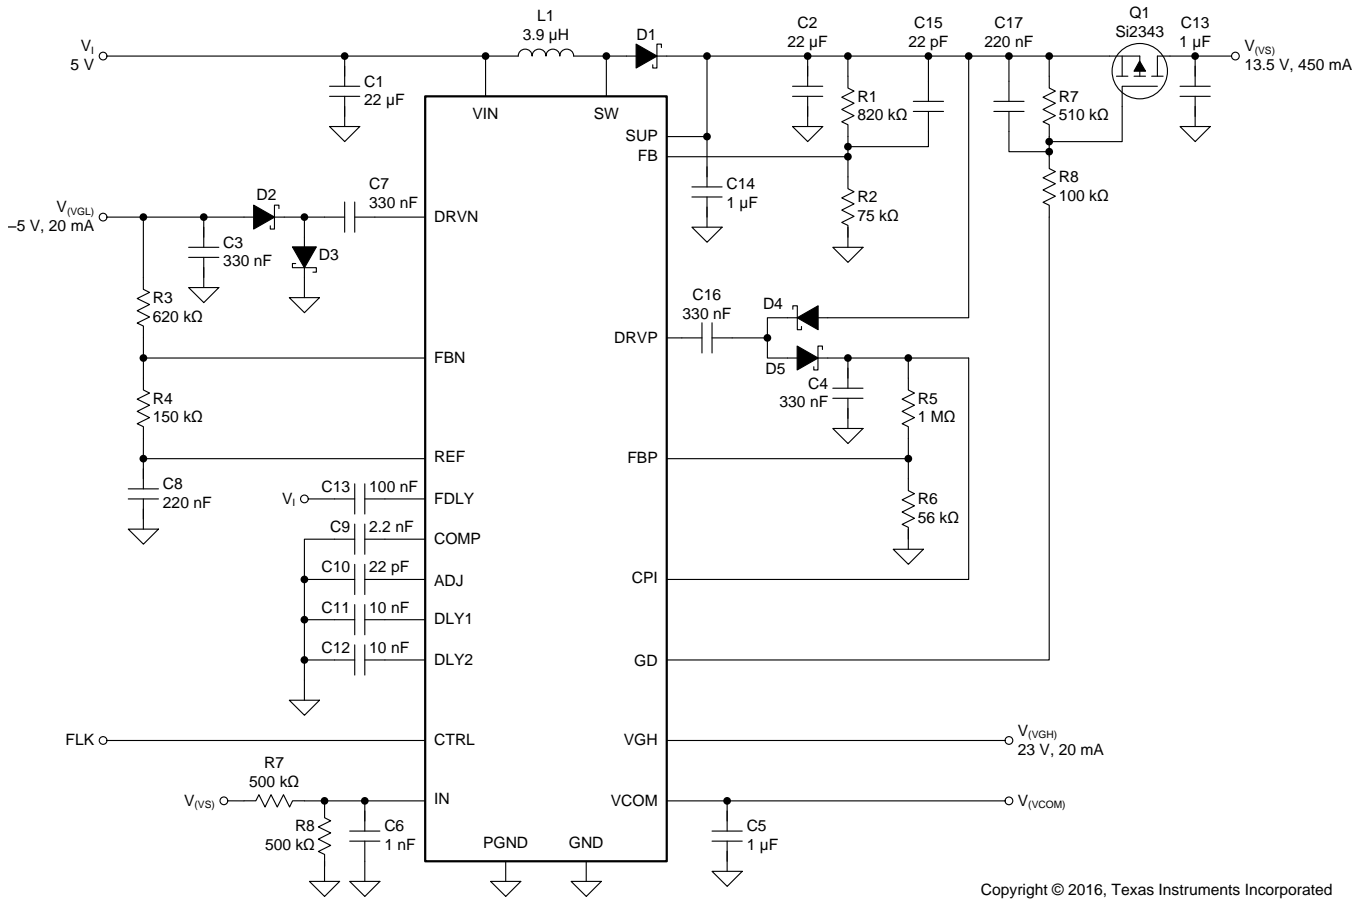 V(VS)
13.5 V, 450 mA
Q1
Si2343
C13
1 µF
C17
220 nF
C15
22 pF
C2
22 µF
D1
L1
3.9 µH
VI
5 V
C1
22 µF
VIN
SW
R1
820 kΩ
R7
510 kΩ
SUP
FB
C14
1 µF
R2
75 kΩ
R8
100 kΩ
V(VGL)
–5 V, 20 mA
D2
C7
330 nF
DRVN
C3
330 nF
D3
R3
620 kΩ
C16
330 nF
D4
DRVP
D5
C4
330 nF
R5
1 MΩ
FBN
R4
150 kΩ
REF
FBP
C8
220 nF
VI
C13
100 nF
FDLY
R6
56 kΩ
C9
2.2 nF
COMP
C10
22 pF
ADJ
CPI
C11
10 nF
DLY1
C12
10 nF
DLY2
GD
FLK
CTRL
VGH
V(VGH)
23 V, 20 mA
R7
500 kΩ
V(VS)
IN
VCOM
V(VCOM)
R8
500 kΩ
C6
1 nF
PGND
GND
C5
1 µF
Copyright © 2016, Texas Instruments Incorporated